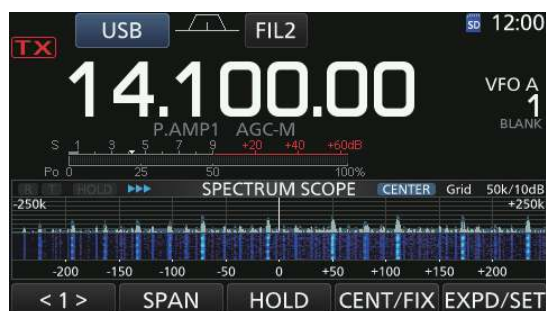 USB FIL2 SD 12:00
TX
14.100.00 VFO A
1
P.AMP1 AGC-M BLANK
S 1 3 5 7 9 +20 +40 +60dB
Po 0 25 50 100%
R T HOLD SPECTRUM SCOPE CENTER Grid 50k/10dB
-250k +250k
-200 -150 -100 -50 0 +50 +100 +150 +200
< 1 > SPAN HOLD CENT/FIX EXPD/SET